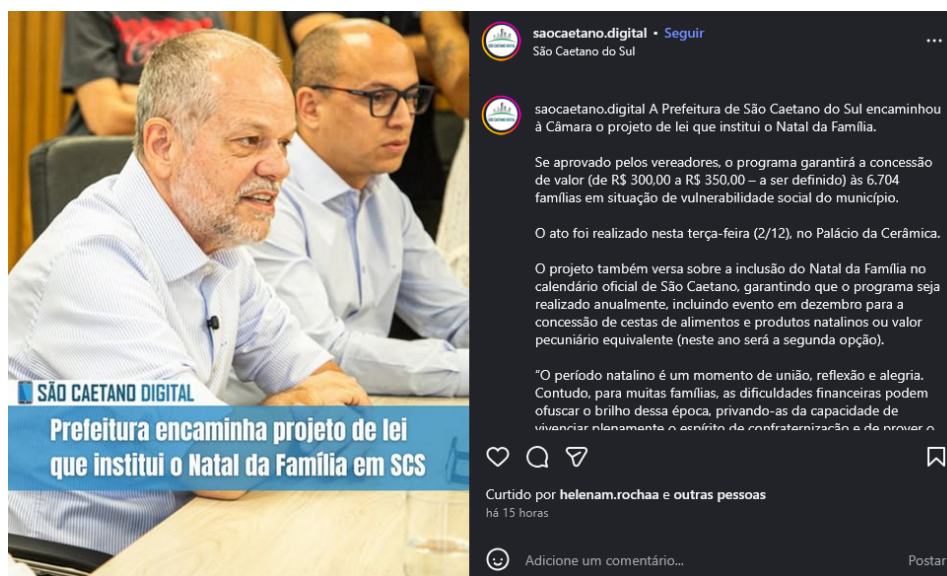 SÃO CAETANO DIGITAL
Prefeitura encaminha projeto de lei
que institui o Natal da Família em SCS
saocaetano.digital • Seguir
São Caetano do Sul
saocaetano.digital A Prefeitura de São Caetano do Sul encaminhou
à Câmara o projeto de lei que institui o Natal da Família.
Se aprovado pelos vereadores, o programa garantirá a concessão
de valor (de R$ 300,00 a R$ 350,00 – a ser definido) às 6.704
famílias em situação de vulnerabilidade social do município.
O ato foi realizado nesta terça-feira (2/12), no Palácio da Cerâmica.
O projeto também versa sobre a inclusão do Natal da Família no
calendário oficial de São Caetano, garantindo que o programa seja
realizado anualmente, incluindo evento em dezembro para a
concessão de cestas de alimentos e produtos natalinos ou valor
pecuniário equivalente (neste ano será a segunda opção).
“O período natalino é um momento de união, reflexão e alegria.
Contudo, para muitas famílias, as dificuldades financeiras podem
ofuscar o brilho dessa época, privando-as da capacidade de
vivenciar plenamente o espírito de confraternização e de prover o
Curtido por helenam.rochaa e outras pessoas
há 15 horas
Adicione um comentário...
Postar